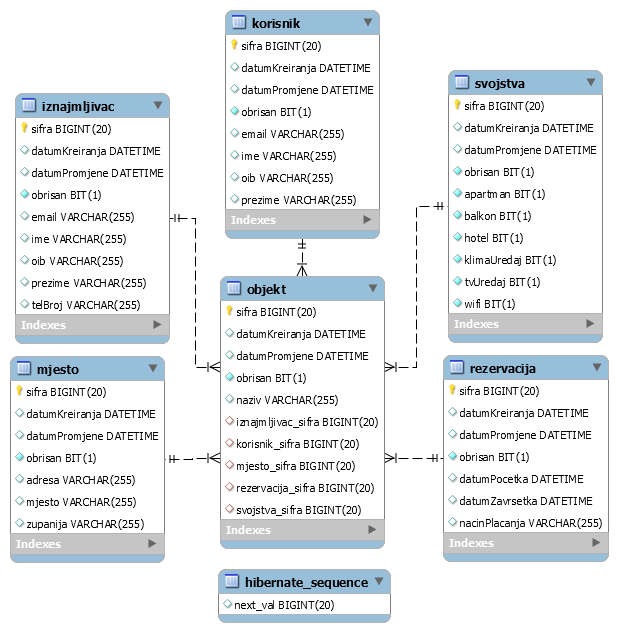 korisnik
sifra BIGINT(20)
datumKreiranja DATETIME
datumPromjene DATETIME
obrisan BIT(1)
email VARCHAR(255)
ime VARCHAR(255)
oib VARCHAR(255)
prezime VARCHAR(255)
Indexes
iznajmljivac
sifra BIGINT(20)
datumKreiranja DATETIME
datumPromjene DATETIME
obrisan BIT(1)
email VARCHAR(255)
ime VARCHAR(255)
oib VARCHAR(255)
prezime VARCHAR(255)
telBroj VARCHAR(255)
Indexes
svojstva
sifra BIGINT(20)
datumKreiranja DATETIME
datumPromjene DATETIME
obrisan BIT(1)
apartman BIT(1)
balkon BIT(1)
hotel BIT(1)
klimaUredaj BIT(1)
tvUredaj BIT(1)
wifi BIT(1)
Indexes
objekt
sifra BIGINT(20)
datumKreiranja DATETIME
datumPromjene DATETIME
obrisan BIT(1)
naziv VARCHAR(255)
iznajmljivac_sifra BIGINT(20)
korisnik_sifra BIGINT(20)
mjesto_sifra BIGINT(20)
rezervacija_sifra BIGINT(20)
svojstva_sifra BIGINT(20)
Indexes
mjesto
sifra BIGINT(20)
datumKreiranja DATETIME
datumPromjene DATETIME
obrisan BIT(1)
adresa VARCHAR(255)
mjesto VARCHAR(255)
zupanija VARCHAR(255)
Indexes
rezervacija
sifra BIGINT(20)
datumKreiranja DATETIME
datumPromjene DATETIME
obrisan BIT(1)
datumPocetka DATETIME
datumZavrsetka DATETIME
nacinPlacanja VARCHAR(255)
Indexes
hibernate_sequence
next_val BIGINT(20)